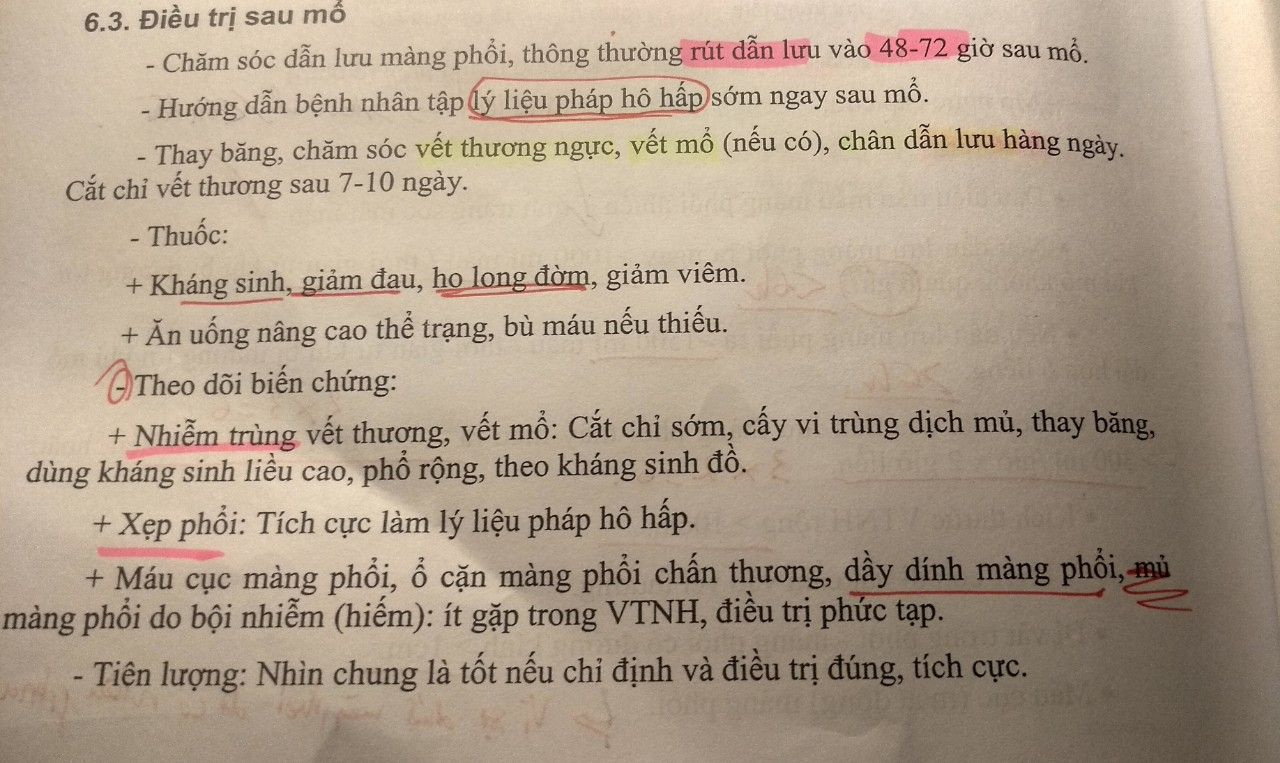 6.3. Điều trị sau mổ
- Chăm sóc dẫn lưu màng phổi, thông thường rút dẫn lưu vào 48-72 giờ sau mổ.
- Hướng dẫn bệnh nhân tập lý liệu pháp hô hấp sớm ngay sau mổ.
- Thay băng, chăm sóc vết thương ngực, vết mổ (nếu có), chân dẫn lưu hàng ngày.
Cắt chỉ vết thương sau 7-10 ngày.
- Thuốc:
+ Kháng sinh, giảm đau, ho long đờm, giảm viêm.
+ Ăn uống nâng cao thể trạng, bù máu nếu thiếu.
- Theo dõi biến chứng:
+ Nhiễm trùng vết thương, vết mổ: Cắt chỉ sớm, cấy vi trùng dịch mủ, thay băng,
dùng kháng sinh liều cao, phổ rộng, theo kháng sinh đồ.
+ Xẹp phổi: Tích cực làm lý liệu pháp hô hấp.
+ Máu cục màng phổi, ổ cặn màng phổi chấn thương, dầy dính màng phổi, mủ
màng phổi do bội nhiễm (hiếm): ít gặp trong VTNH, điều trị phức tạp.
- Tiên lượng: Nhìn chung là tốt nếu chỉ định và điều trị đúng, tích cực.